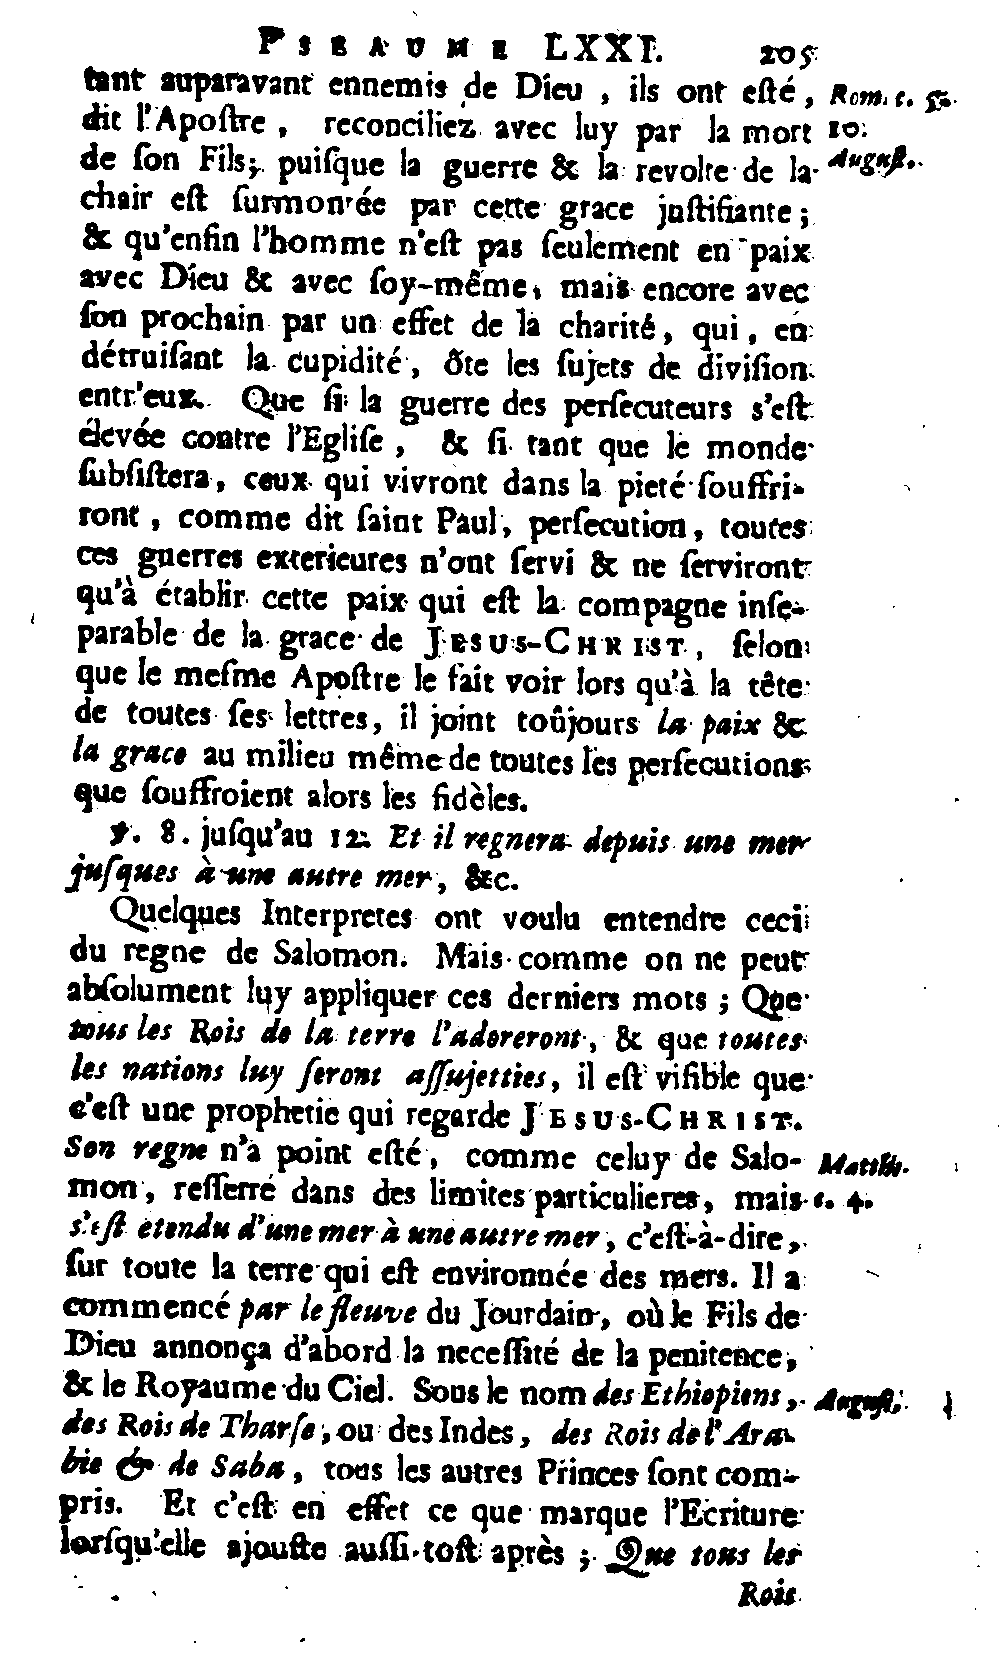 PSEAUME LXXI. 205
tant auparavant ennemis de Dieu , ils ont esté , Rom. c. 5.
dit l'Apoſtre , reconciliez avec luy par la mort 10.
de ſon Fils ; puiſque la guerre & la revolte de la Auguſt.
chair eſt ſurmontée par cette grace juſtifiante ;
& qu'enfin l'homme n'eſt pas ſeulement en paix
avec Dieu & avec ſoy-même, mais encore avec
ſon prochain par un effet de la charité, qui, en
détruiſant la cupidité, ôte les ſujets de diviſion
entr'eux. Que ſi la guerre des perſecuteurs s'eſt
élevée contre l'Egliſe, & ſi tant que le monde
ſubſiſtera, ceux qui vivront dans la pieté ſouffri-
ront, comme dit ſaint Paul, perſecution, toutes
ces guerres exterieures n'ont ſervi & ne ſerviront
qu'à établir cette paix qui eſt la compagne inſe-
parable de la grace de JESUS-CHRIST, ſelon
que le meſme Apoſtre le fait voir lors qu'à la tête
de toutes ſes lettres, il joint toûjours la paix &
la grace au milieu même de toutes les perſecutions
que ſouffroient alors les fidèles.
℣. 8. juſqu'au 12. Et il regnera depuis une mer
juſques à une autre mer, &c.
Quelques Interpretes ont voulu entendre ceci
du regne de Salomon. Mais comme on ne peut
abſolument luy appliquer ces derniers mots ; Que
tous les Rois de la terre l'adoreront, & que toutes
les nations luy ſeront aſſujetties, il eſt viſible que
c'eſt une prophetie qui regarde JESUS-CHRIST.
Son regne n'a point eſté, comme celuy de Salo- Matth.
mon, reſſerré dans des limites particulieres, mais c. 4.
s'eſt étendu d'une mer à une autre mer, c'eſt-à-dire,
ſur toute la terre qui eſt environnée des mers. Il a
commencé par le fleuve du Jourdain, où le Fils de
Dieu annonça d'abord la neceſſité de la penitence,
& le Royaume du Ciel. Sous le nom des Ethiopiens, Auguſt.
des Rois de Tharſe, ou des Indes, des Rois de l'Ara-
bie & de Saba, tous les autres Princes ſont com-
pris. Et c'eſt en effet ce que marque l'Ecriture
lorſqu'elle ajouſte auſſi-toſt après ; Que tous les
Rois